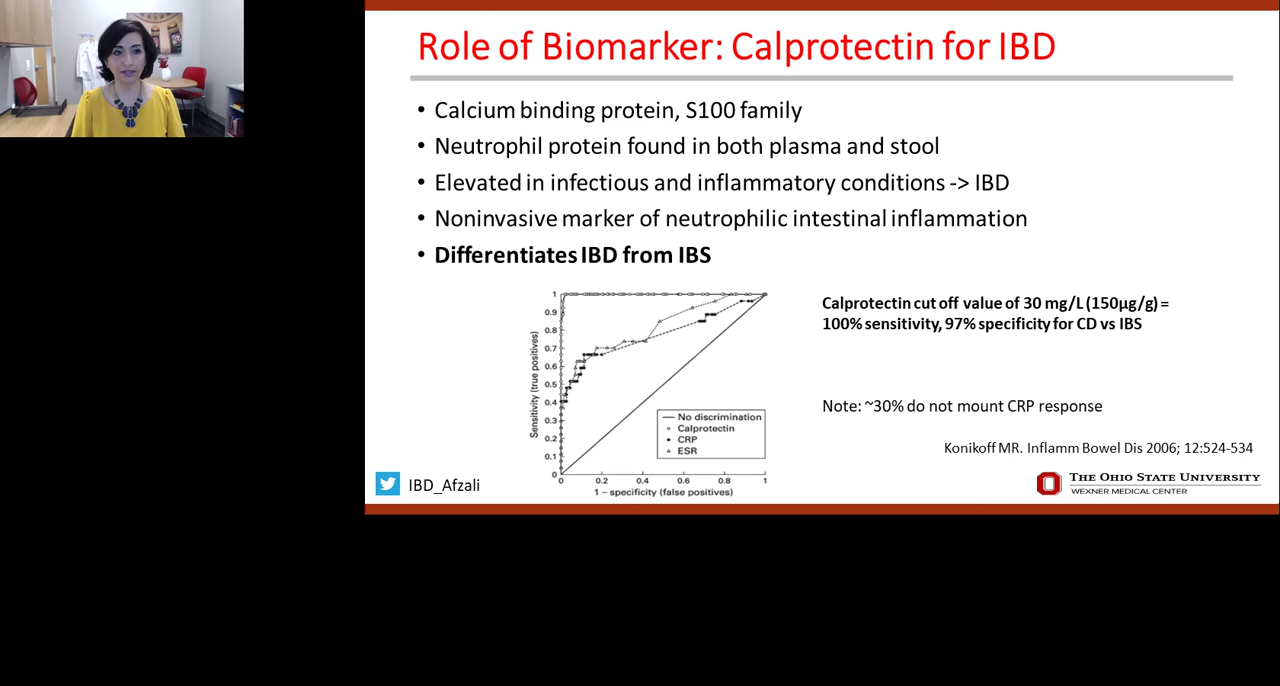 Role of Biomarker: Calprotectin for IBD
• Calcium binding protein, S100 family
• Neutrophil protein found in both plasma and stool
• Elevated in infectious and inflammatory conditions -> IBD
• Noninvasive marker of neutrophilic intestinal inflammation
• Differentiates IBD from IBS
1
0.9
0.8
0.7
0.6
0.5
0.4
0.3
0.2
0.1
0
Sensitivity (true positives)
No discrimination
Calprotectin
CRP
ESR
0 0.2 0.4 0.6 0.8 1
1 – specificity (false positives)
Calprotectin cut off value of 30 mg/L (150µg/g) =
100% sensitivity, 97% specificity for CD vs IBS
Note: ~30% do not mount CRP response
Konikoff MR. Inflamm Bowel Dis 2006; 12:524-534
IBD_Afzali
THE OHIO STATE UNIVERSITY
WEXNER MEDICAL CENTER